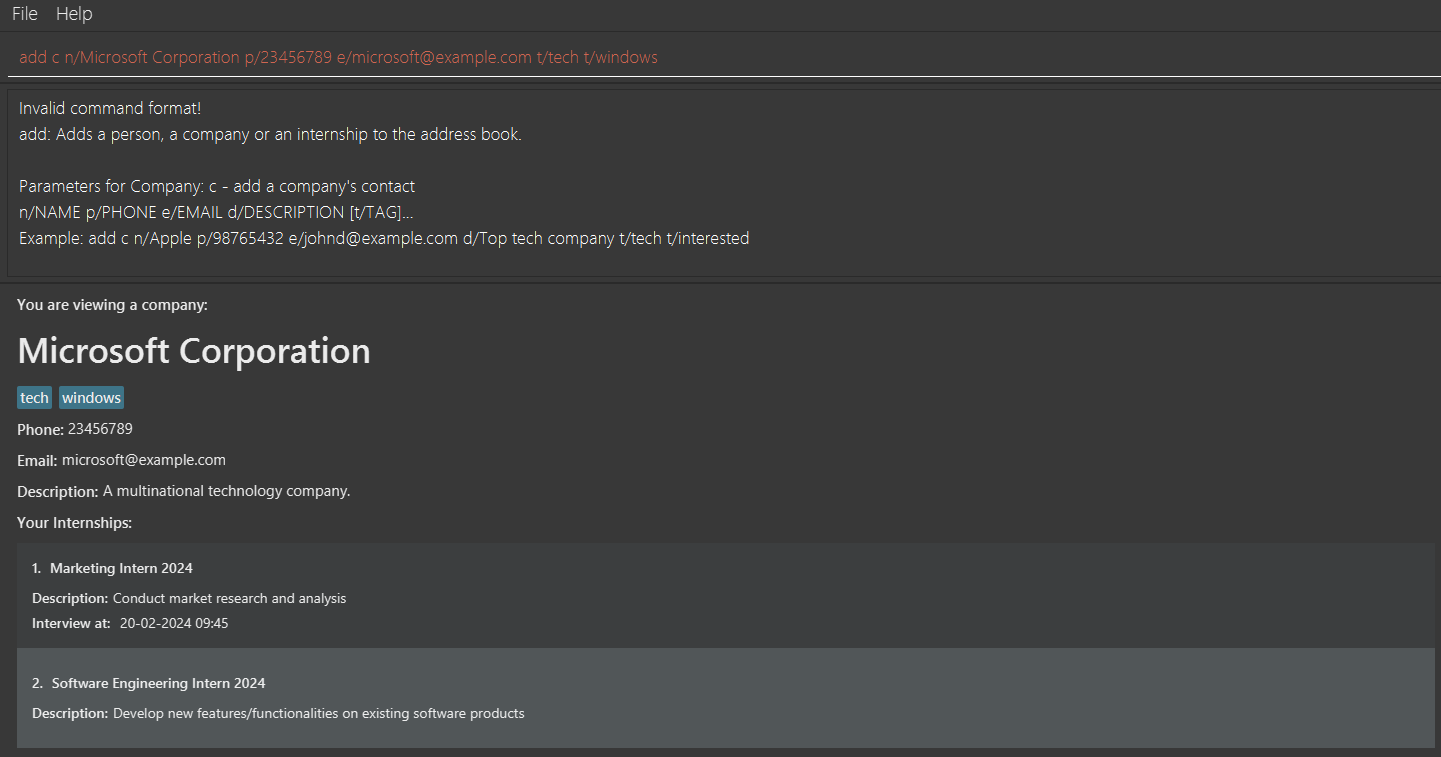 File Help
add c n/Microsoft Corporation p/23456789 e/microsoft@example.com t/tech t/windows
Invalid command format!
add: Adds a person, a company or an internship to the address book.
Parameters for Company: c - add a company's contact
n/NAME p/PHONE e/EMAIL d/DESCRIPTION [t/TAG]...
Example: add c n/Apple p/98765432 e/johnd@example.com d/Top tech company t/tech t/interested
You are viewing a company:
Microsoft Corporation
tech windows
Phone: 23456789
Email: microsoft@example.com
Description: A multinational technology company.
Your Internships:
1. Marketing Intern 2024
Description: Conduct market research and analysis
Interview at: 20-02-2024 09:45
2. Software Engineering Intern 2024
Description: Develop new features/functionalities on existing software products